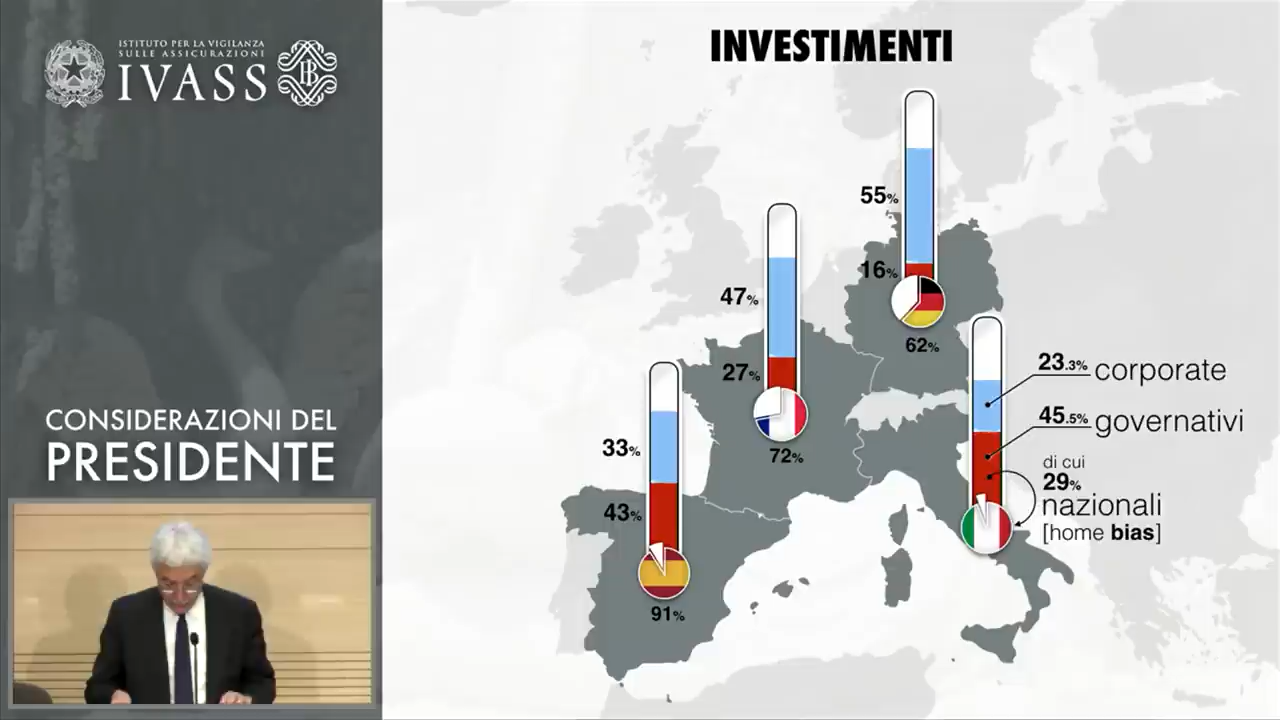 ISTITUTO PER LA VIGILANZA
SULLE ASSICURAZIONI
IVASS
CONSIDERAZIONI DEL
PRESIDENTE
INVESTIMENTI
55%
16%
62%
47%
27%
72%
33%
43%
91%
23.3% corporate
45.5% governativi
di cui
29%
nazionali
[home bias]